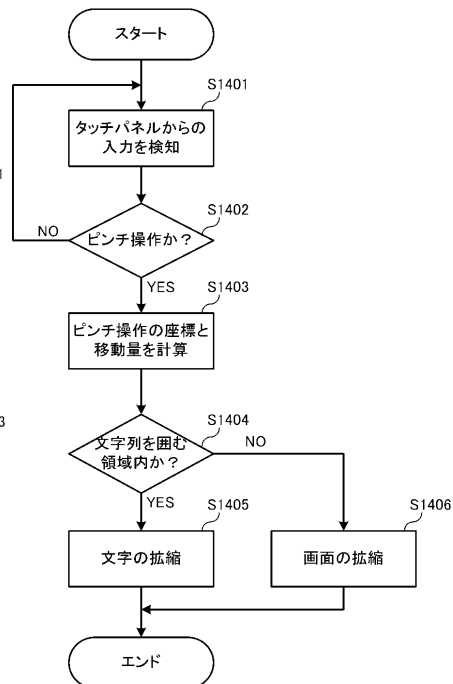 スタート
S1401
タッチパネルからの
入力を検知
S1402
ピンチ操作か？
NO
YES
S1403
ピンチ操作の座標と
移動量を計算
S1404
文字列を囲む
領域内か？
NO
YES
S1405
文字の拡縮
S1406
画面の拡縮
エンド